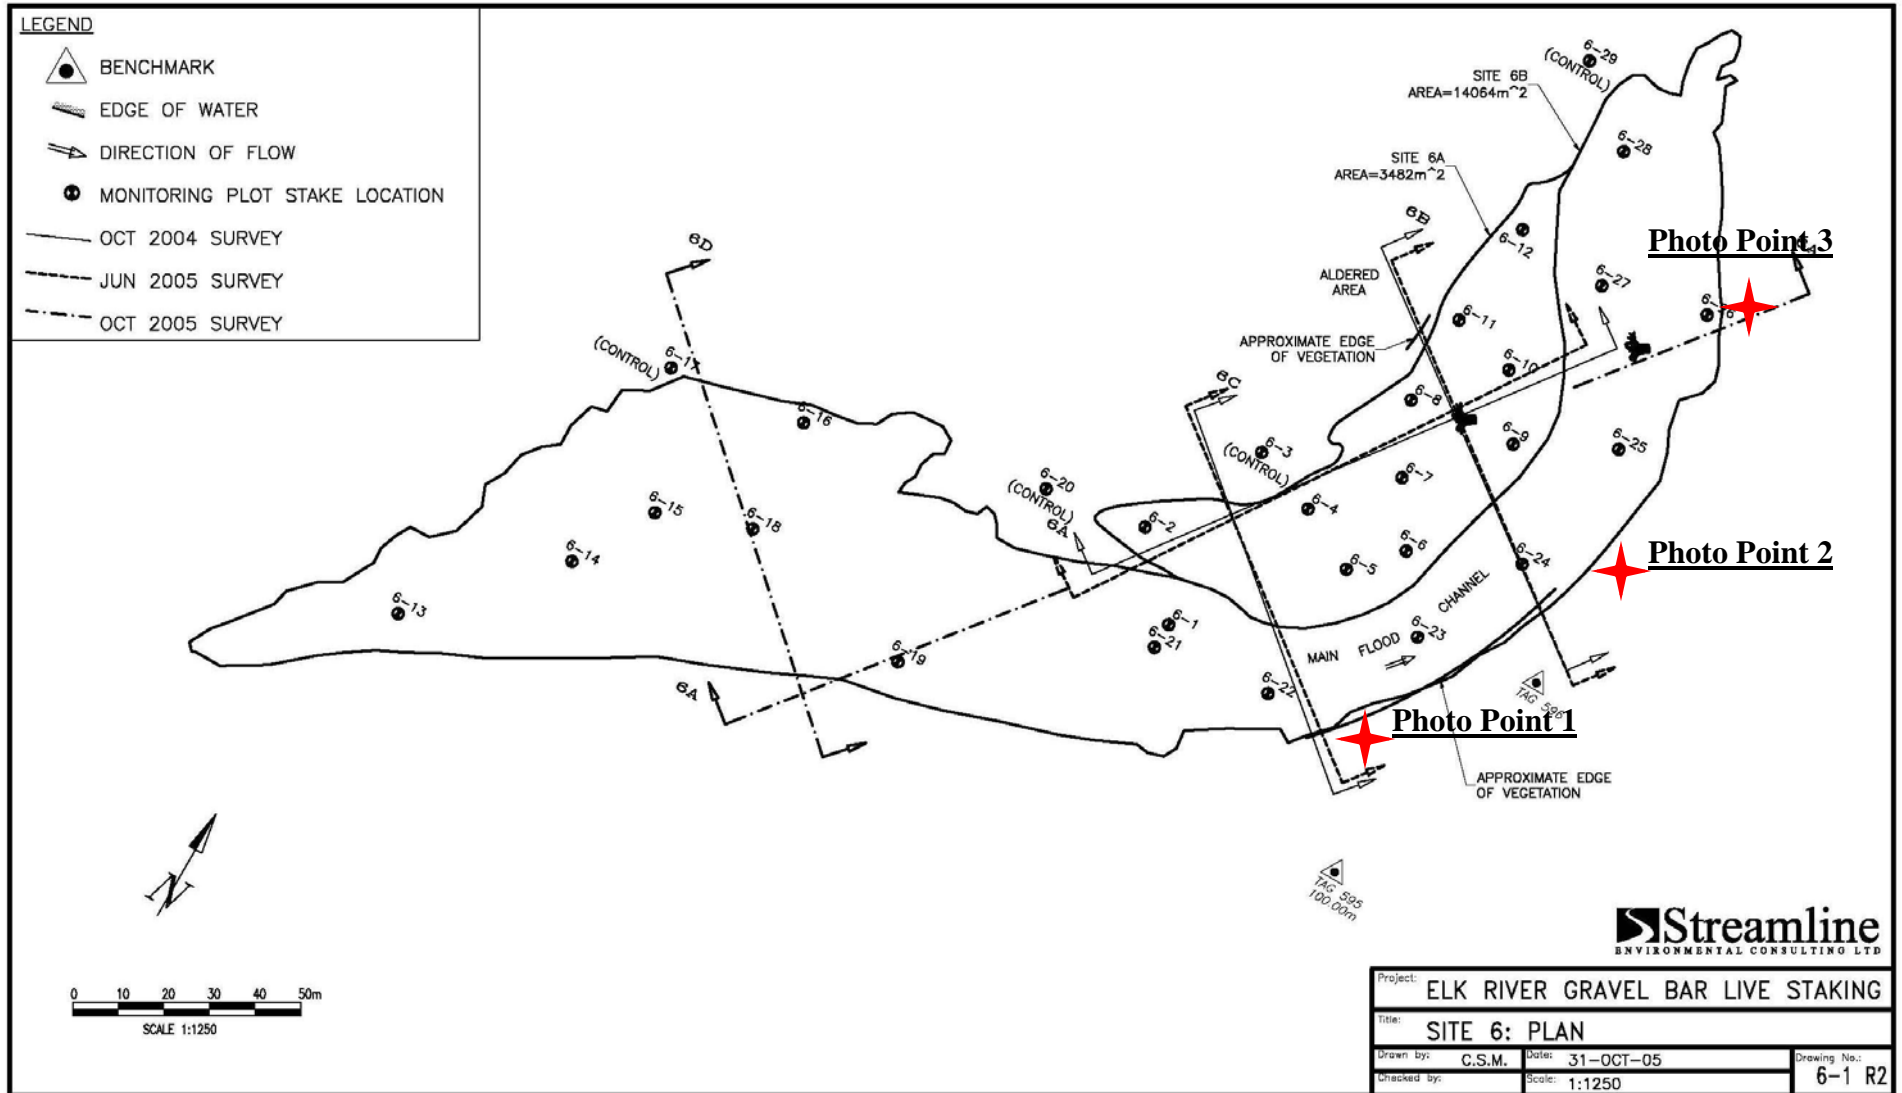 LEGEND
BENCHMARK
EDGE OF WATER
DIRECTION OF FLOW
MONITORING PLOT STAKE LOCATION
OCT 2004 SURVEY
JUN 2005 SURVEY
OCT 2005 SURVEY
6-29
(CONTROL)
SITE 6B
AREA=14064m^2
6-28
SITE 6A
AREA=3482m^2
6B
6-12
Photo Point 3
6A
6D
ALDERED
AREA
6-27
6-26
6-11
APPROXIMATE EDGE
OF VEGETATION
6-17
(CONTROL)
6-10
6C
6-8
6-16
6-9
6-25
6-3
(CONTROL)
6-7
6-20
(CONTROL)
6A
6-4
6-15
6-18
6-2
6-6
6-24
Photo Point 2
6-14
6-5
6-13
6-1
6-21
MAIN FLOOD CHANNEL
6-23
6-19
6A
6-22
TAG 596
Photo Point 1
APPROXIMATE EDGE
OF VEGETATION
TAG 595
100.00m
N
0 10 20 30 40 50m
SCALE 1:1250
Streamline
ENVIRONMENTAL CONSULTING LTD
Project: ELK RIVER GRAVEL BAR LIVE STAKING
Title: SITE 6: PLAN
Drawn by: C.S.M. Date: 31-OCT-05 Drawing No.:
Checked by: Scale: 1:1250 6-1 R2